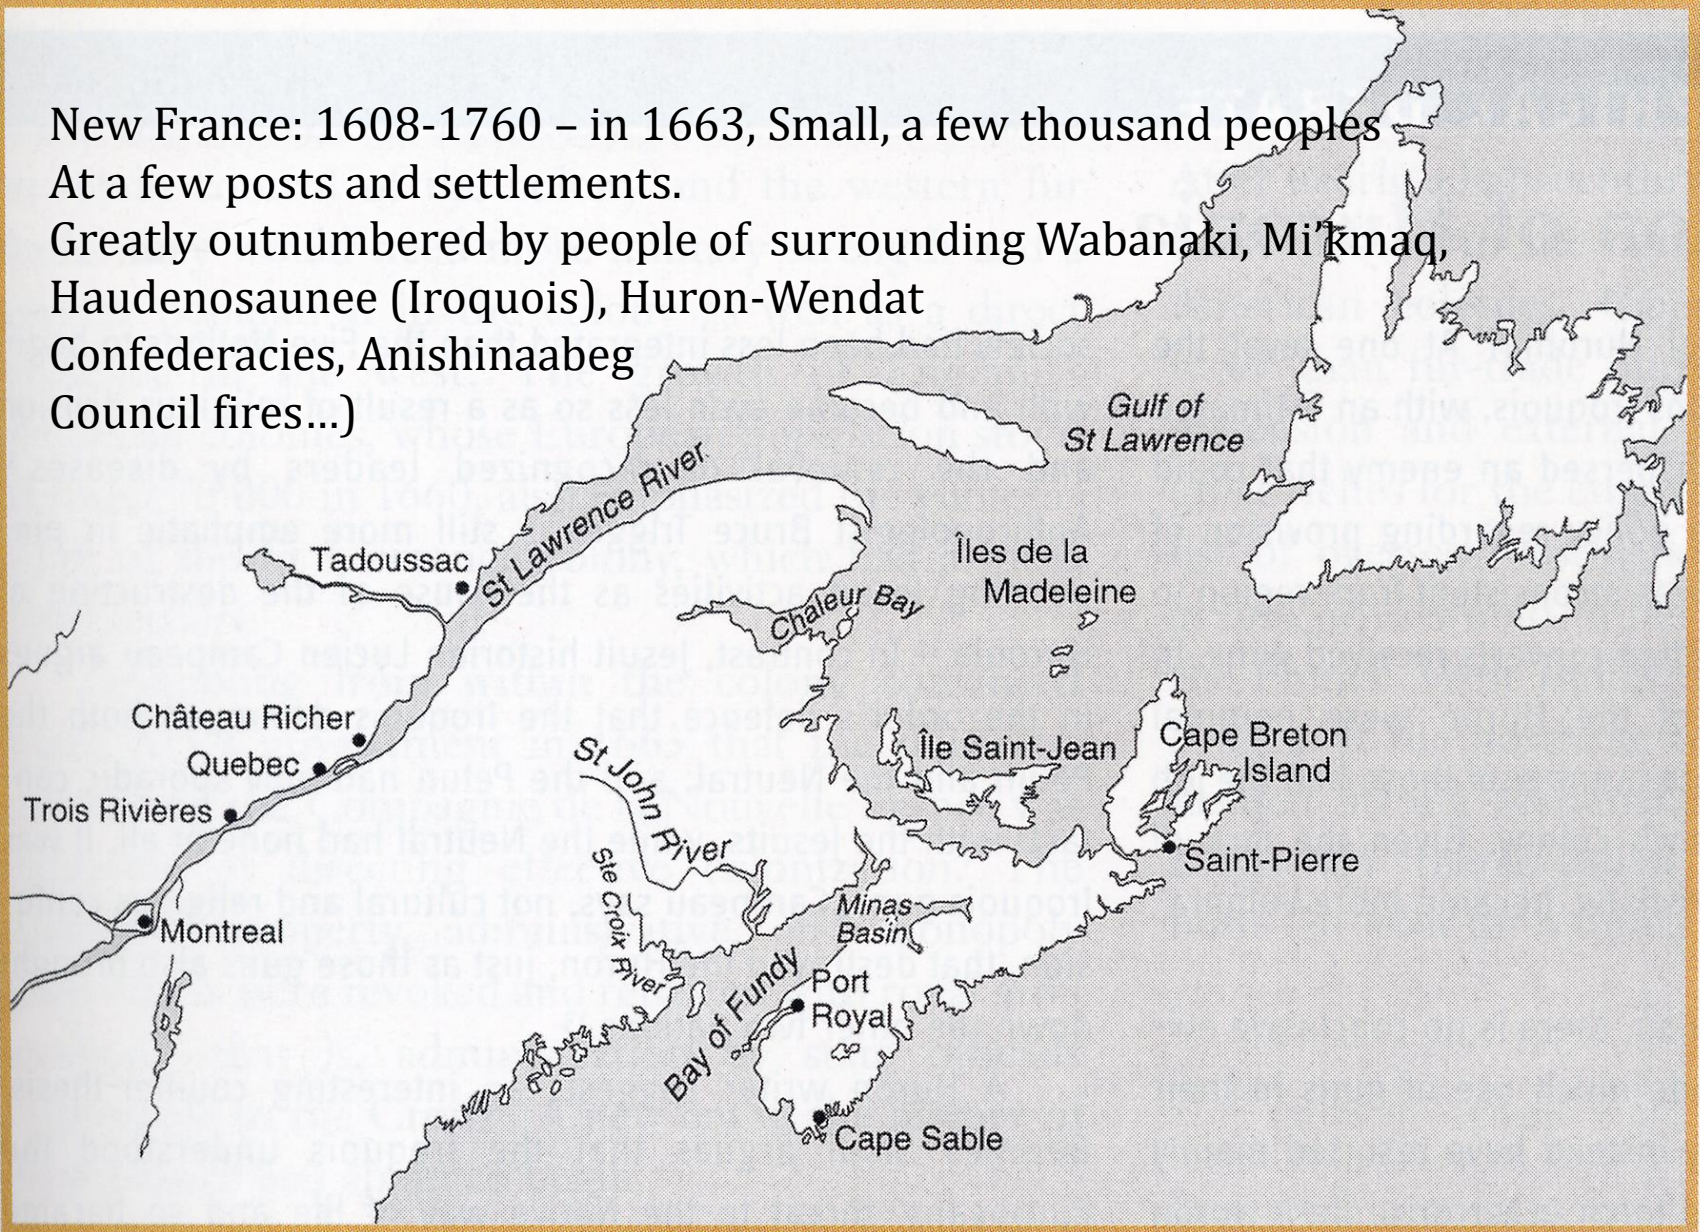 New France: 1608-1760 – in 1663, Small, a few thousand peoples
At a few posts and settlements.
Greatly outnumbered by people of surrounding Wabanaki, Mi’kmaq,
Haudenosaunee (Iroquois), Huron-Wendat
Confederacies, Anishinaabeg
Council fires…)
Gulf of
St Lawrence
St Lawrence River
Tadoussac
Îles de la
Madeleine
Chaleur Bay
Château Richer
Quebec
Trois Rivières
Montreal
St John River
Île Saint-Jean
Cape Breton
Island
Saint-Pierre
Ste Croix River
Minas
Basin
Bay of Fundy
Port
Royal
Cape Sable